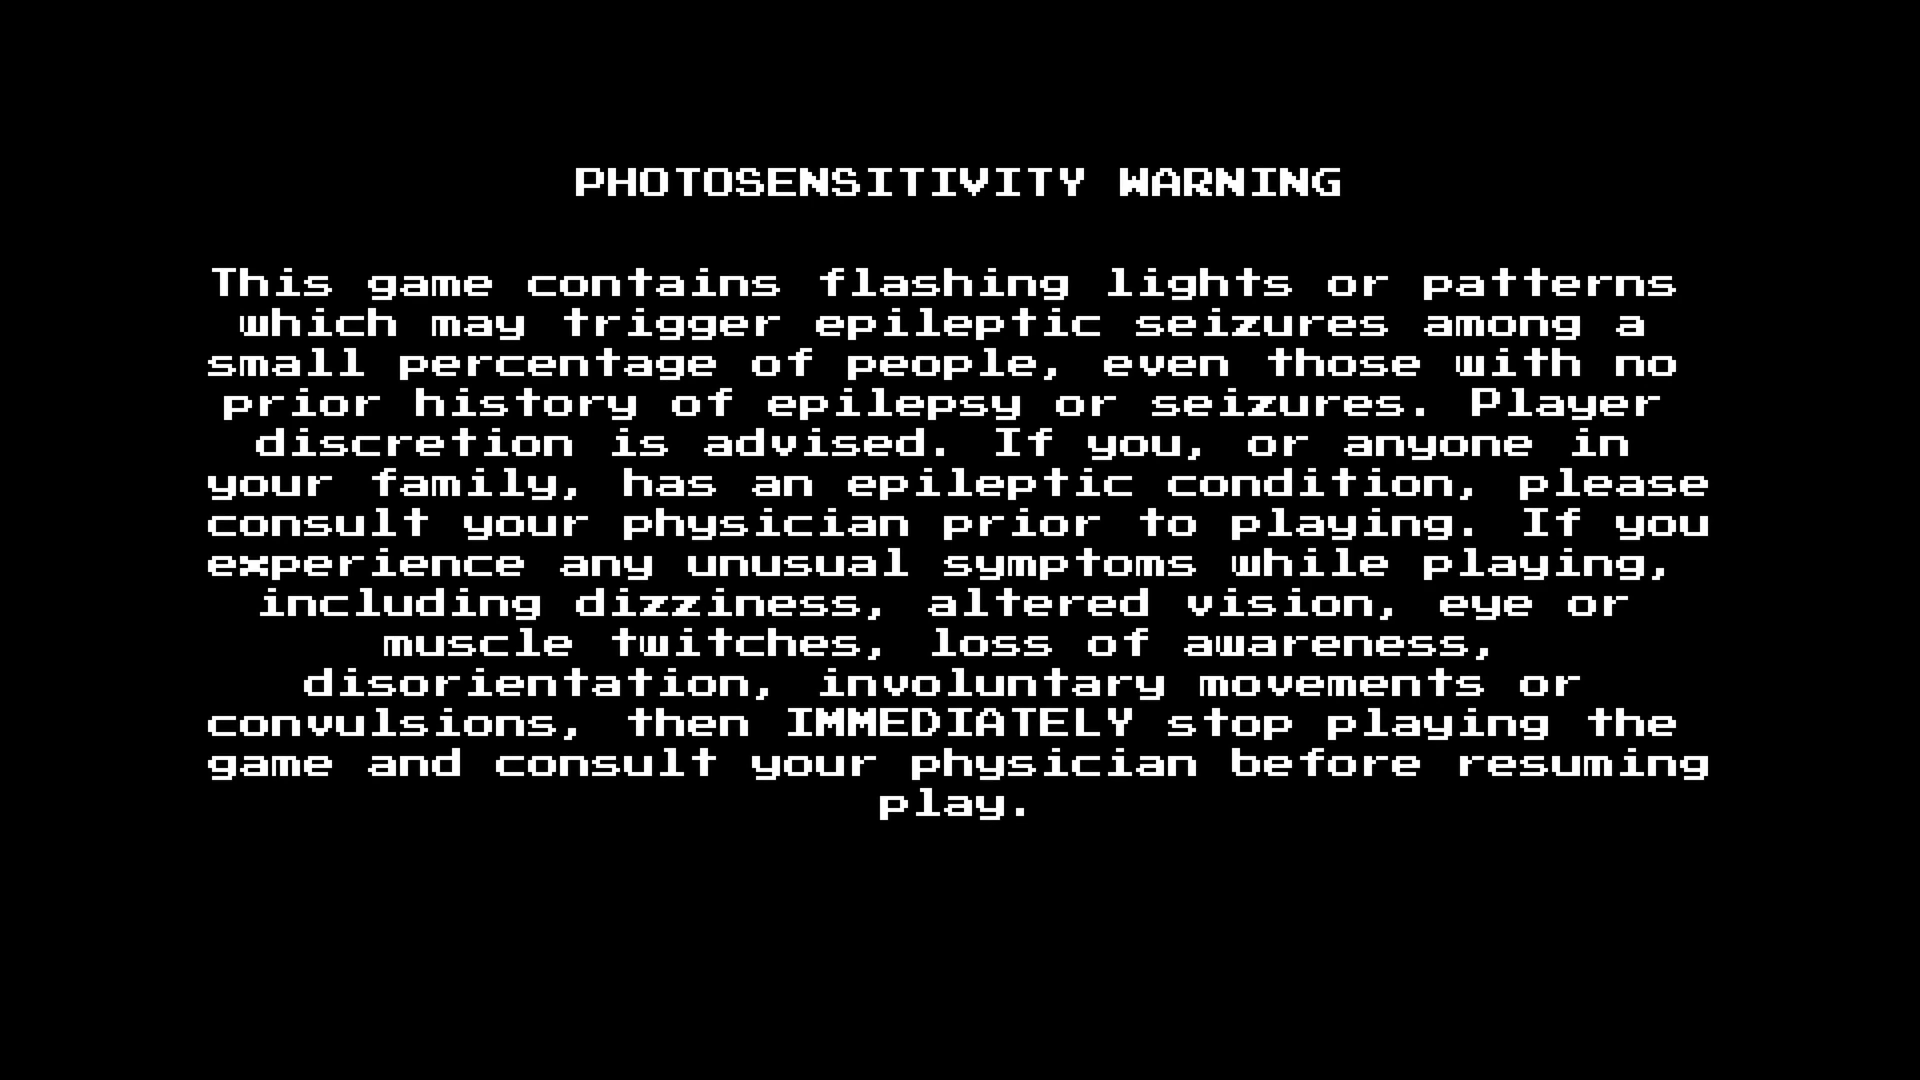 PHOTOSENSITIVITY WARNING
This game contains flashing lights or patterns
which may trigger epileptic seizures among a
small percentage of people, even those with no
prior history of epilepsy or seizures. Player
discretion is advised. If you, or anyone in
your family, has an epileptic condition, please
consult your physician prior to playing. If you
experience any unusual symptoms while playing,
including dizziness, altered vision, eye or
muscle twitches, loss of awareness,
disorientation, involuntary movements or
convulsions, then IMMEDIATELY stop playing the
game and consult your physician before resuming
play.